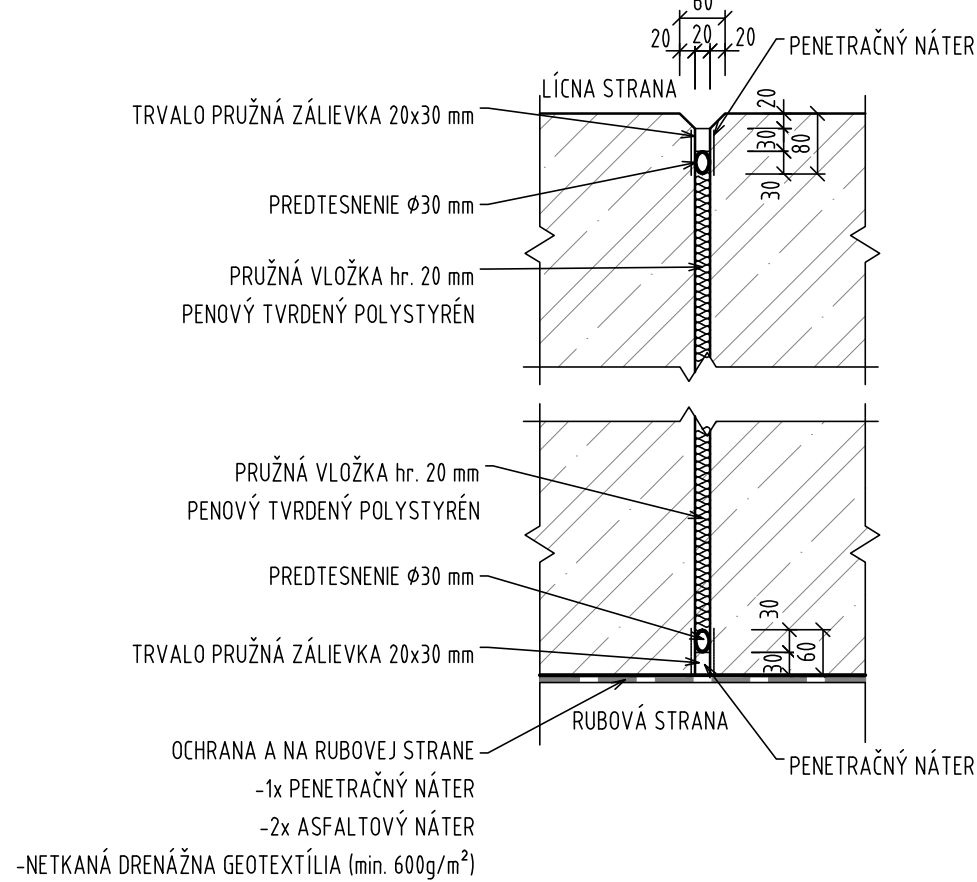 60
20 20 20
PENETRAČNÝ NÁTER
LÍCNA STRANA
TRVALO PRUŽNÁ ZÁLIEVKA 20x30 mm
20
30
80
30
PREDTESNENIE Ø30 mm
PRUŽNÁ VLOŽKA hr. 20 mm
PENOVÝ TVRDENÝ POLYSTYRÉN
PRUŽNÁ VLOŽKA hr. 20 mm
PENOVÝ TVRDENÝ POLYSTYRÉN
PREDTESNENIE Ø30 mm
30
60
30
TRVALO PRUŽNÁ ZÁLIEVKA 20x30 mm
RUBOVÁ STRANA
OCHRANA A NA RUBOVEJ STRANE
-1x PENETRAČNÝ NÁTER
-2x ASFALTOVÝ NÁTER
-NETKANÁ DRENÁŽNA GEOTEXTÍLIA (min. 600g/m²)
PENETRAČNÝ NÁTER